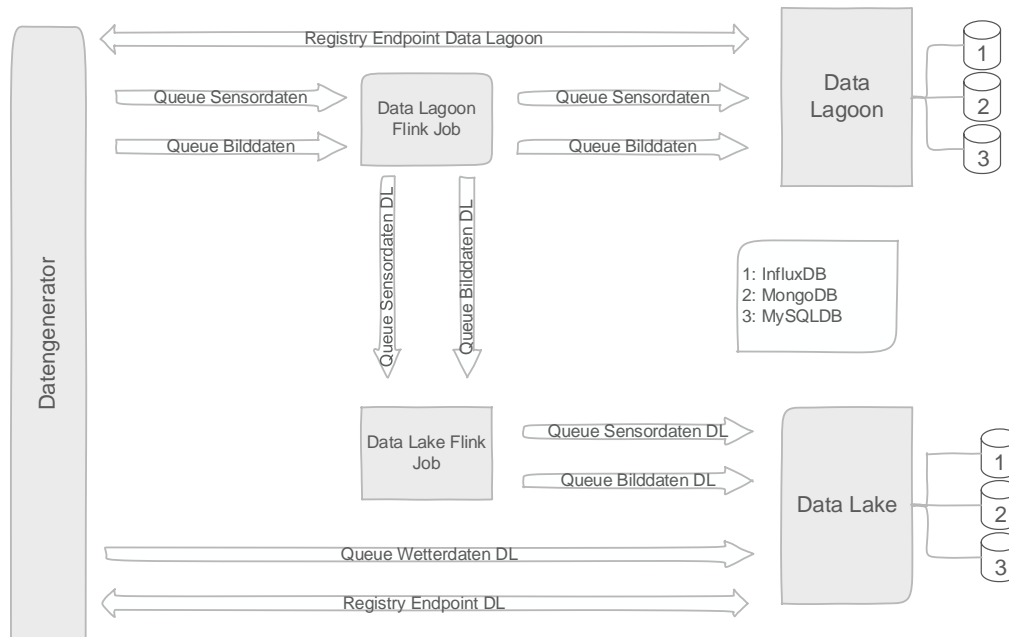 Registry Endpoint Data Lagoon
Queue Sensordaten
Queue Bilddaten
Data Lagoon
Flink Job
Queue Sensordaten
Queue Bilddaten
Data
Lagoon
1
2
3
Datengenerator
Queue Sensordaten DL
Queue Bilddaten DL
1: InfluxDB
2: MongoDB
3: MySQLDB
Data Lake Flink
Job
Queue Sensordaten DL
Queue Bilddaten DL
Data Lake
1
2
3
Queue Wetterdaten DL
Registry Endpoint DL